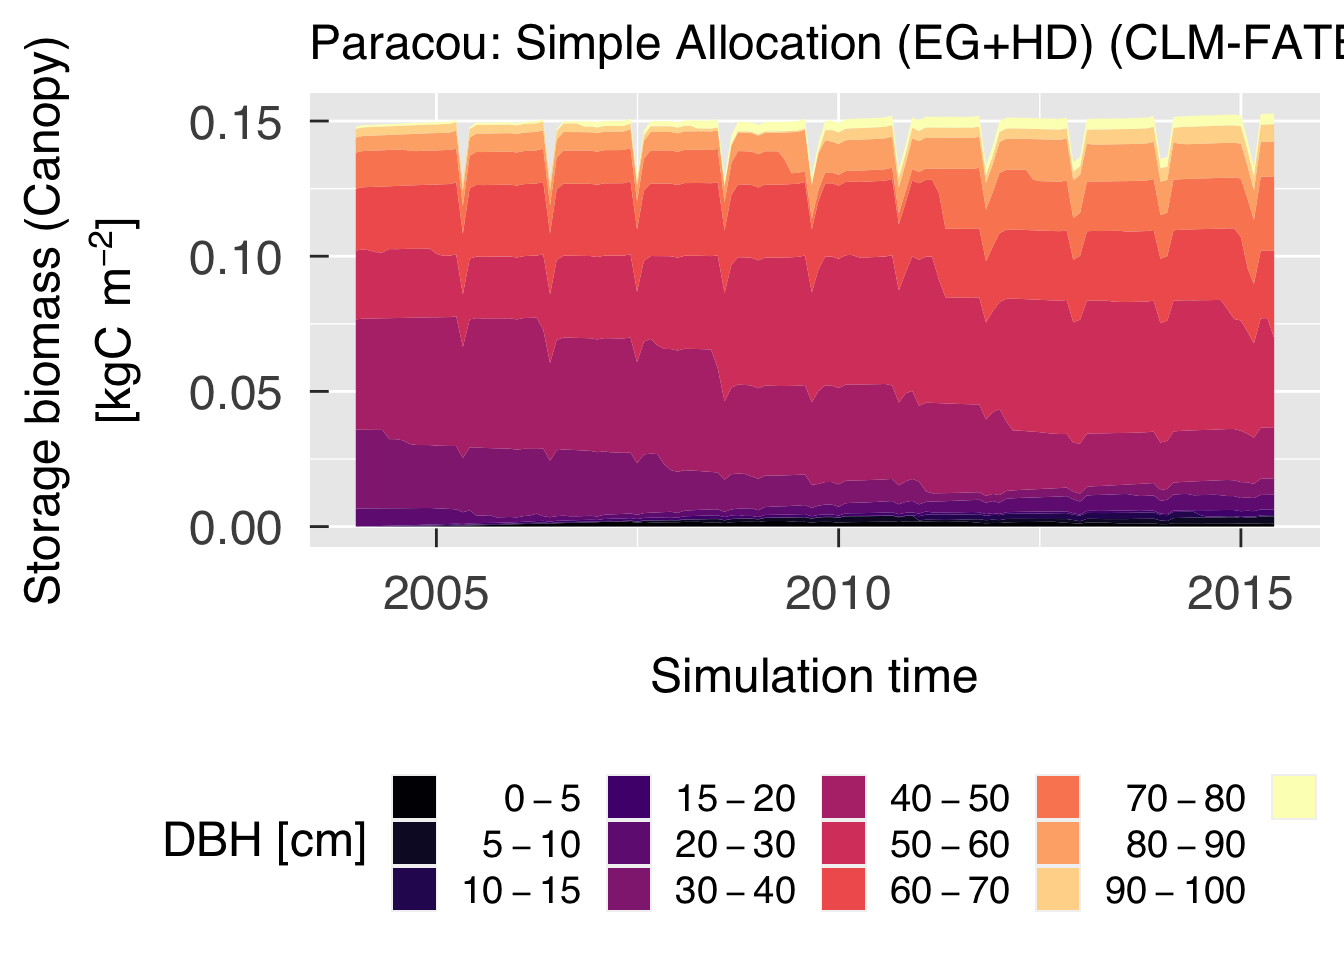 Paracou: Simple Allocation (EG+HD) (CLM-FATE
Storage biomass (Canopy)
[kgC m⁻²]
0.15
0.10
0.05
0.00
2005 2010 2015
Simulation time
DBH [cm]
0 – 5 15 – 20 40 – 50 70 – 80
5 – 10 20 – 30 50 – 60 80 – 90
10 – 15 30 – 40 60 – 70 90 – 100